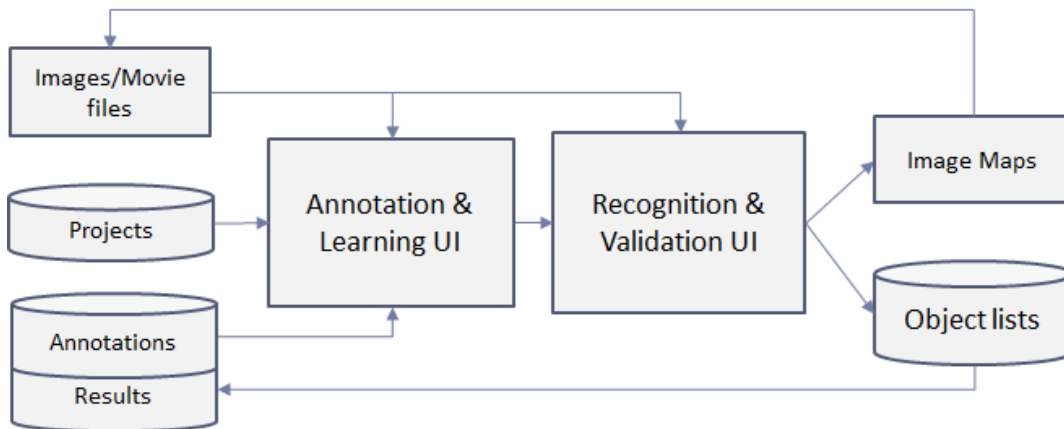 Images/Movie
files
Projects
Annotations
Results
Annotation &
Learning UI
Recognition &
Validation UI
Image Maps
Object lists